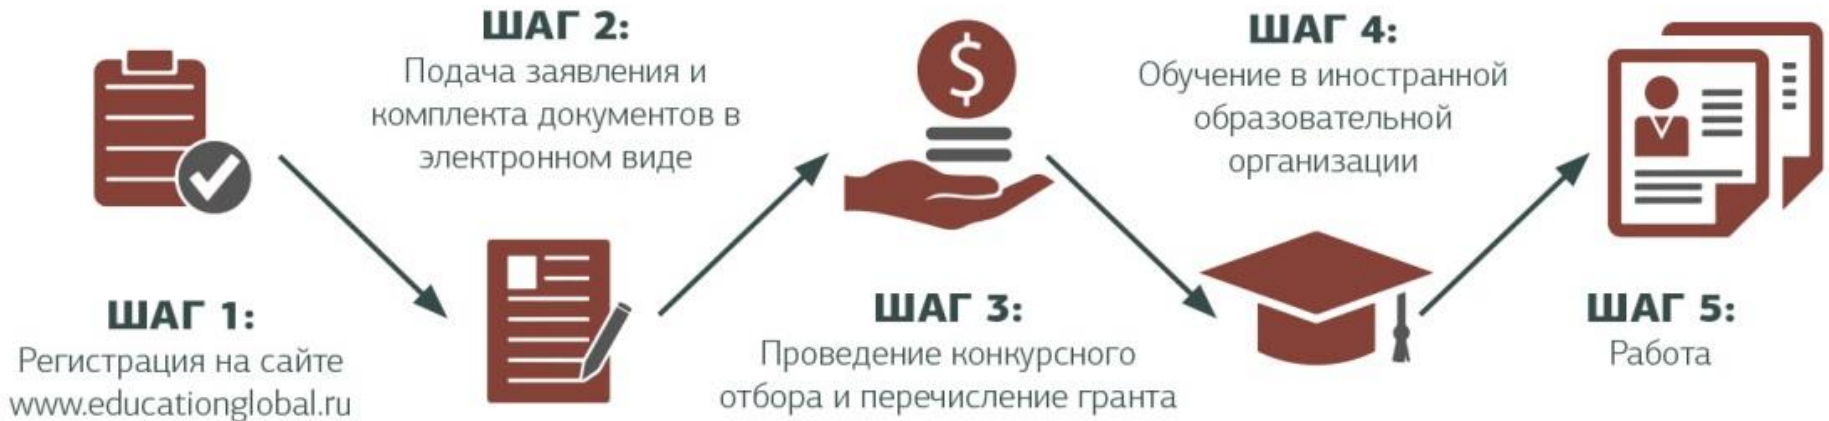 ШАГ 1:
Регистрация на сайте
www.educationglobal.ru
ШАГ 2:
Подача заявления и
комплекта документов в
электронном виде
$
ШАГ 3:
Проведение конкурсного
отбора и перечисление гранта
ШАГ 4:
Обучение в иностранной
образовательной
организации
ШАГ 5:
Работа